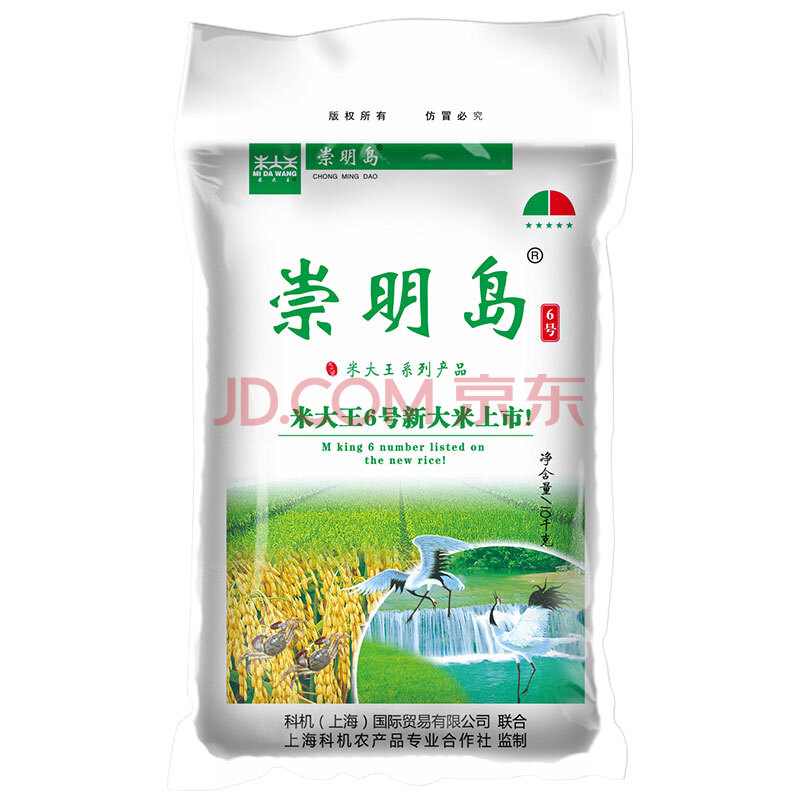 版权所有 仿冒必究
米大王
MI DA WANG
米大王
崇明岛®
CHONG MING DAO
崇明岛®
6号
米大王系列产品
JD.COM 京东
米大王6号新大米上市!
M king 6 number listed on
the new rice!
净含量/10千克
科机（上海）国际贸易有限公司 联合
上海科机农产品专业合作社 监制